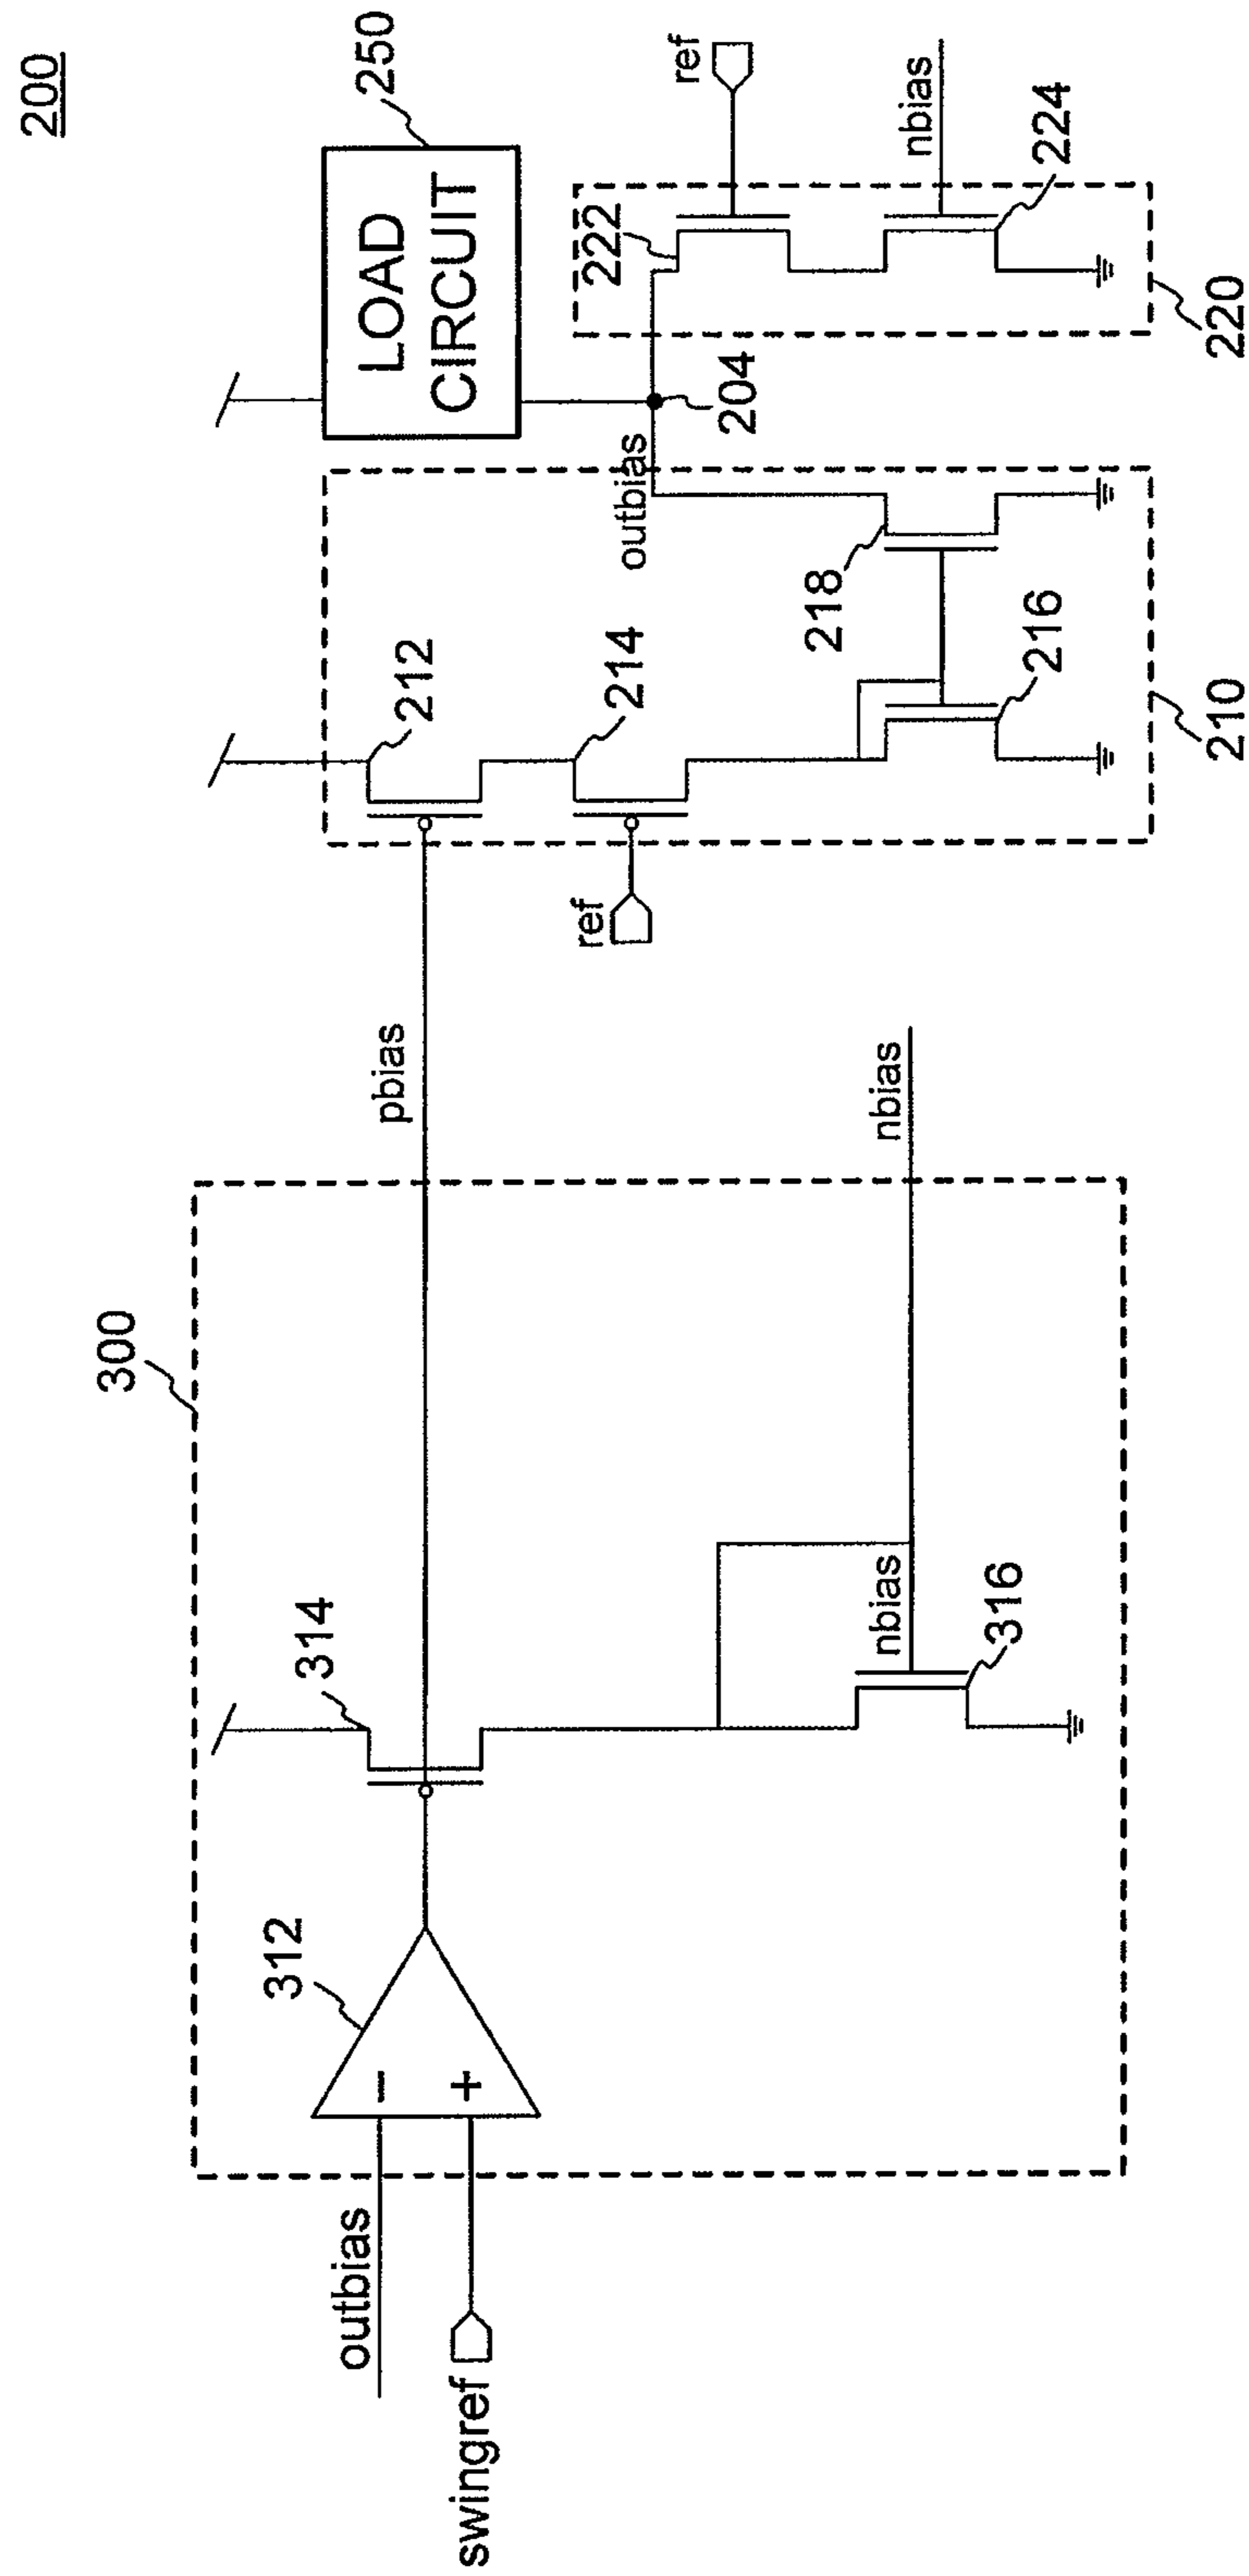 200
300
312
314
316
outbias
swingref
−
+
pbias
nbias
nbias
212
214
216
218
210
ref
outbias
204
LOAD
CIRCUIT
250
222
ref
nbias
224
220